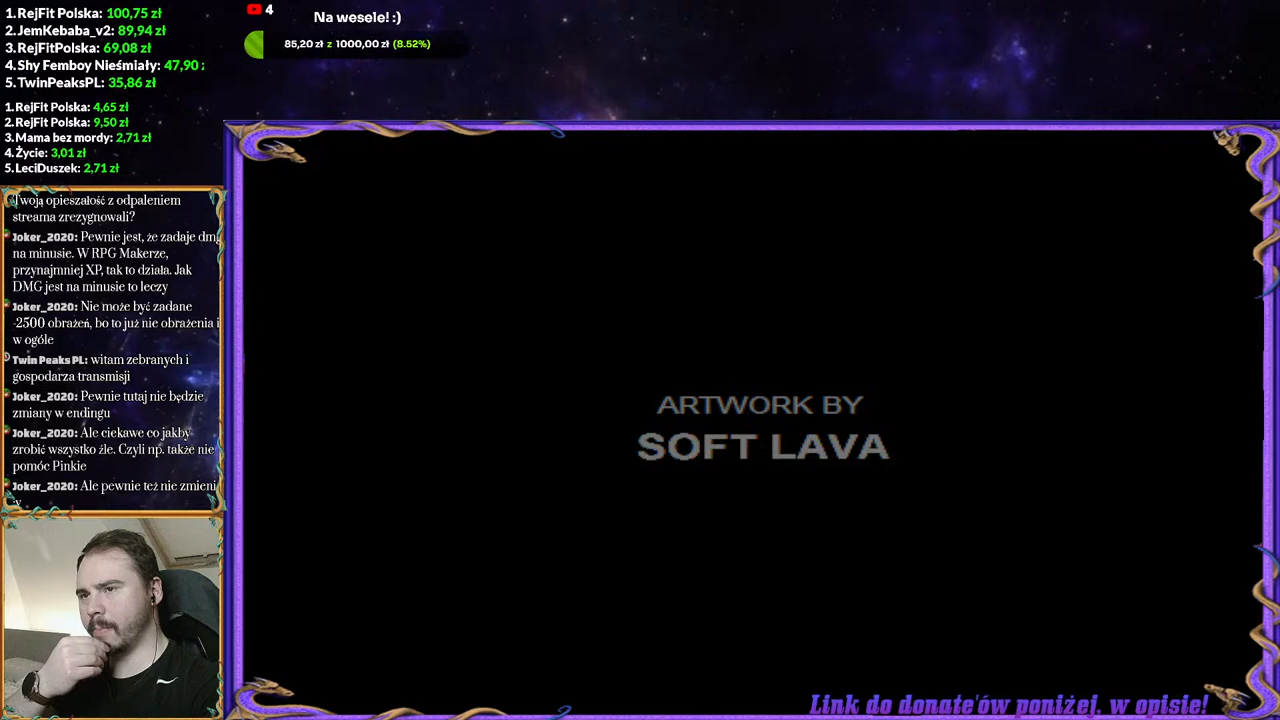 1.RejFit Polska: 100,75 zł
2.JemKebaba_v2: 89,94 zł
3.RejFitPolska: 69,08 zł
4.Shy Femboy Nieśmiały: 47,90 z
5.TwinPeaksPL: 35,86 zł
1.RejFit Polska: 4,65 zł
2.RejFit Polska: 9,50 zł
3.Mama bez mordy: 2,71 zł
4.Życie: 3,01 zł
5.LeciDuszek: 2,71 zł
4
Na wesele! :)
85,20 zł z 1000,00 zł (8.52%)
Twoją opieszałość z odpaleniem
streama zrezygnowali?
Joker_2020: Pewnie jest, że zadaje dmg
na minusie. W RPG Makerze,
przynajmniej XP, tak to działa. Jak
DMG jest na minusie to leczy
Joker_2020: Nie może być zadane
-2500 obrażeń, bo to już nie obrażenia i
w ogóle
Twin Peaks PL: witam zebranych i
gospodarza transmisji
Joker_2020: Pewnie tutaj nie będzie
zmiany w endingu
Joker_2020: Ale ciekawe co jakby
zrobić wszystko źle. Czyli np. także nie
pomóc Pinkie
Joker_2020: Ale pewnie też nie zmieni
ARTWORK BY
SOFT LAVA
Link do donate'ów poniżej, w opisie!